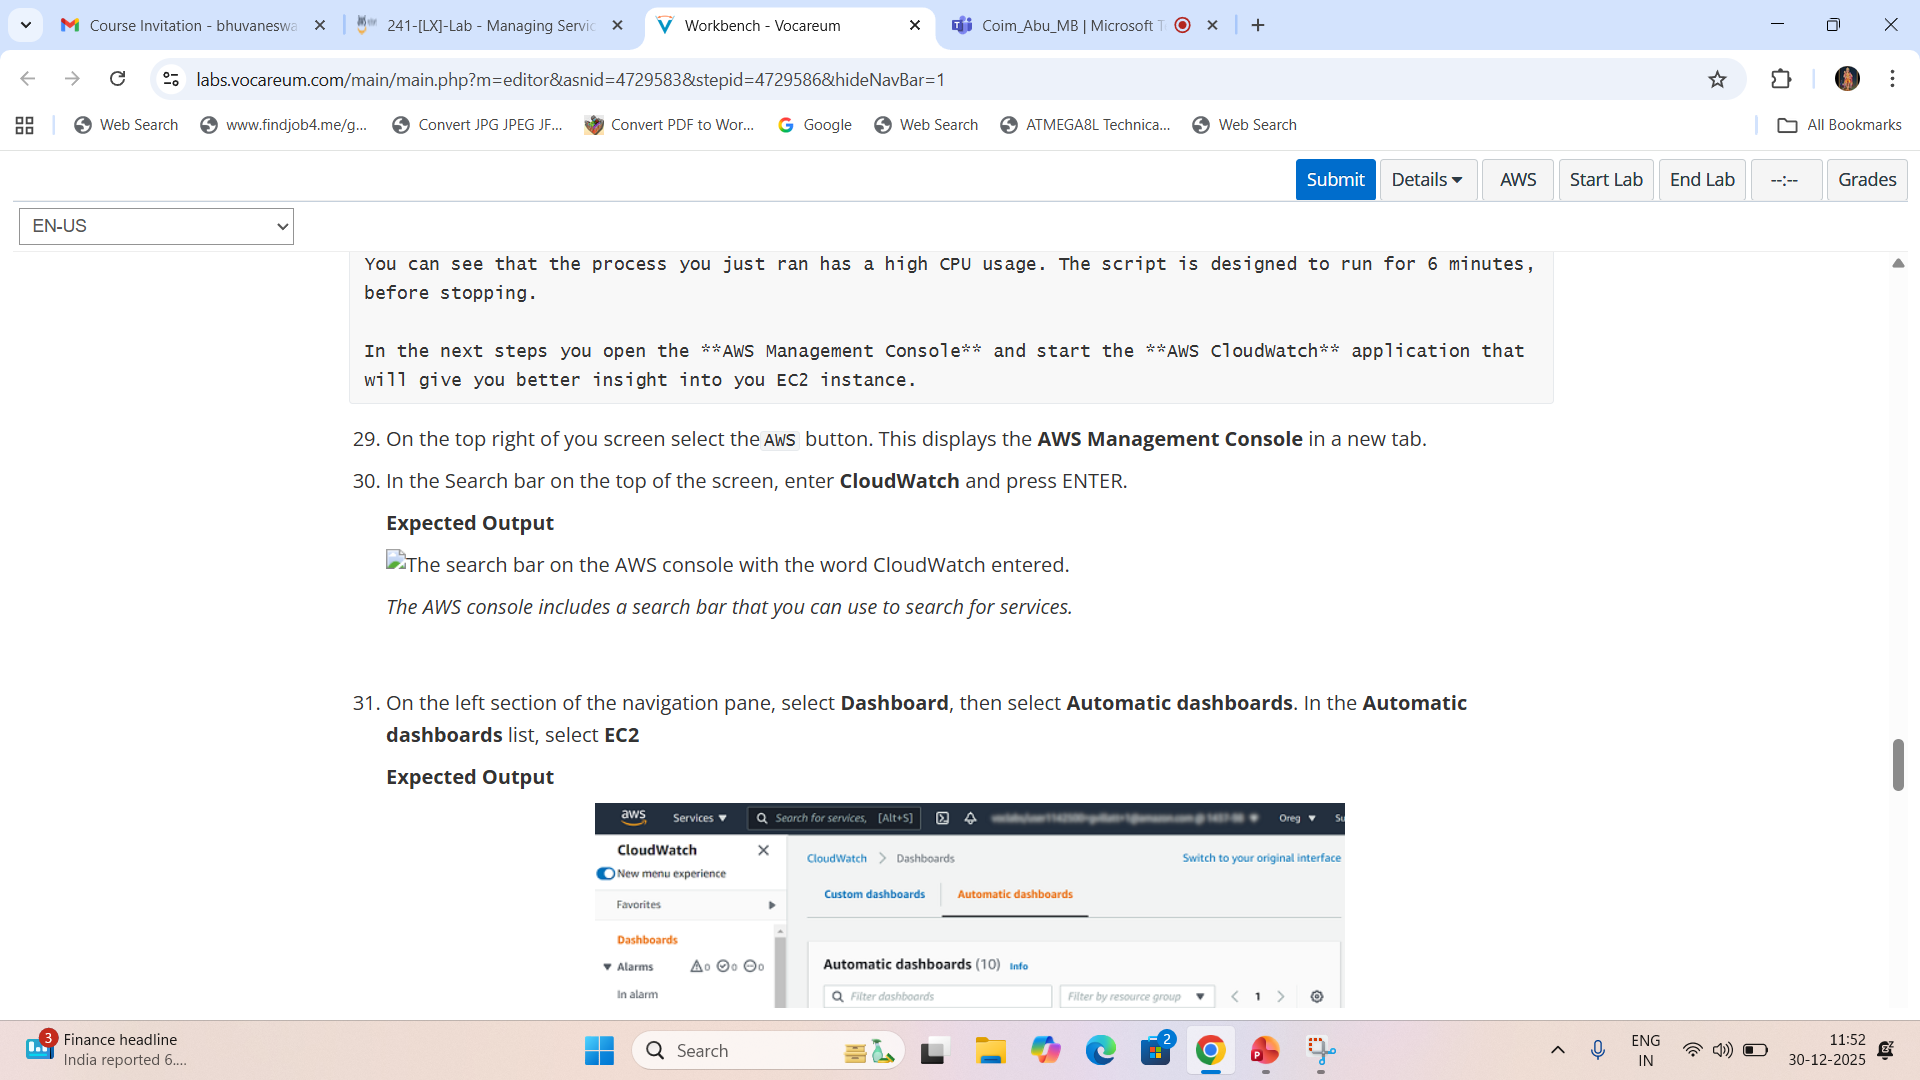 Course Invitation - bhuvaneswa
241-[LX]-Lab - Managing Servic
Workbench - Vocareum
Coim_Abu_MB | Microsoft T
labs.vocareum.com/main/main.php?m=editor&asnid=4729583&stepid=4729586&hideNavBar=1
Web Search
www.findjob4.me/g...
Convert JPG JPEG JF...
Convert PDF to Wor...
Google
Web Search
ATMEGA8L Technica...
Web Search
All Bookmarks
Submit
Details
AWS
Start Lab
End Lab
--:--
Grades
EN-US
You can see that the process you just ran has a high CPU usage. The script is designed to run for 6 minutes,
before stopping.
In the next steps you open the **AWS Management Console** and start the **AWS CloudWatch** application that
will give you better insight into you EC2 instance.
29. On the top right of you screen select the AWS button. This displays the AWS Management Console in a new tab.
30. In the Search bar on the top of the screen, enter CloudWatch and press ENTER.
Expected Output
The search bar on the AWS console with the word CloudWatch entered.
The AWS console includes a search bar that you can use to search for services.
31. On the left section of the navigation pane, select Dashboard, then select Automatic dashboards. In the Automatic
dashboards list, select EC2
Expected Output
aws
Services
Search for services,
[Alt+S]
Oreg
Su
CloudWatch
New menu experience
Favorites
Dashboards
Alarms
0
0
0
In alarm
CloudWatch
Dashboards
Switch to your original interface
Custom dashboards
Automatic dashboards
Automatic dashboards (10) Info
Filter dashboards
Filter by resource group
1
3
Finance headline
India reported 6....
Search
2
ENG
IN
11:52
30-12-2025